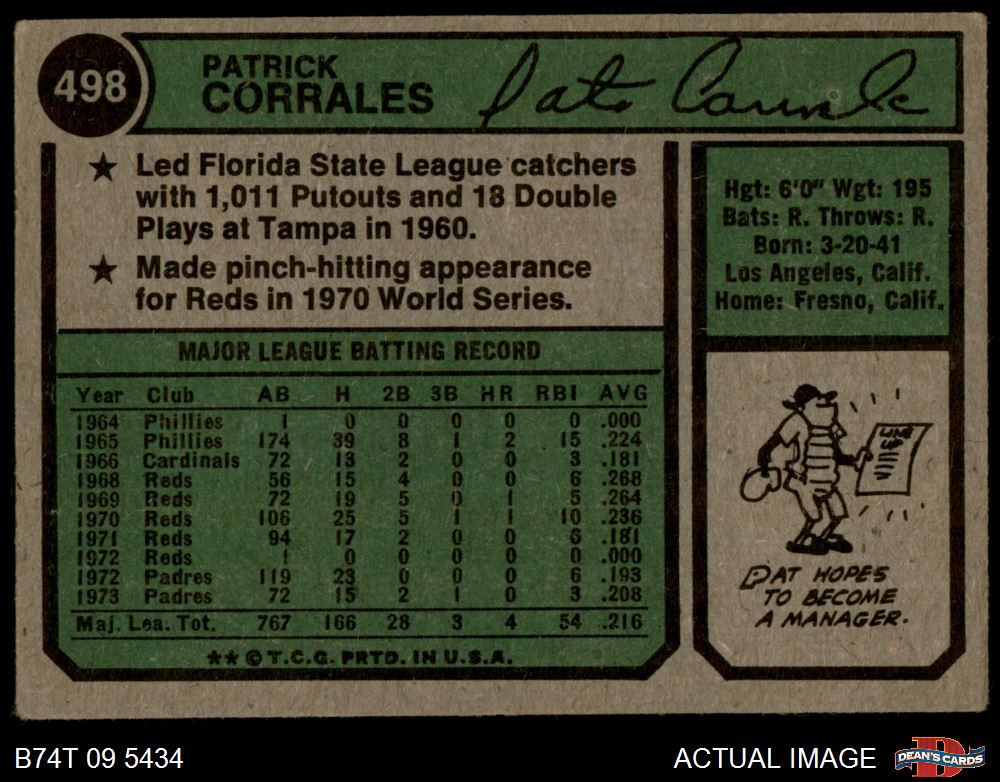 498
PATRICK
CORRALES
Pat Corrales
★ Led Florida State League catchers
with 1,011 Putouts and 18 Double
Plays at Tampa in 1960.
★ Made pinch-hitting appearance
for Reds in 1970 World Series.
Hgt: 6'0" Wgt: 195
Bats: R. Throws: R.
Born: 3-20-41
Los Angeles, Calif.
Home: Fresno, Calif.
MAJOR LEAGUE BATTING RECORD
Year Club AB H 2B 3B HR RBI AVG
1964 Phillies 1 0 0 0 0 0 .000
1965 Phillies 174 39 8 1 2 15 .224
1966 Cardinals 72 13 2 0 0 3 .181
1968 Reds 56 15 4 0 0 6 .268
1969 Reds 72 19 5 0 1 5 .264
1970 Reds 106 25 5 1 1 10 .236
1971 Reds 94 17 2 0 0 6 .181
1972 Reds 1 0 0 0 0 0 .000
1972 Padres 119 23 0 0 0 6 .193
1973 Padres 72 15 2 1 0 3 .208
Maj. Lea. Tot. 767 166 28 3 4 54 .216
** © T.C.G. PRTD. IN U.S.A.
LINE
UP
PAT HOPES
TO BECOME
A MANAGER.
B74T 09 5434
ACTUAL IMAGE
D
DEAN'S CARDS